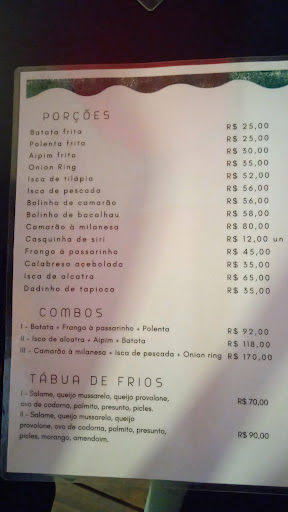 PORÇÕES
Batata frita R$ 25,00
Polenta frita R$ 25,00
Aipim frito R$ 30,00
Onion Ring R$ 35,00
Isca de tilápia R$ 52,00
Isca de pescada R$ 56,00
Bolinho de camarão R$ 56,00
Bolinho de bacalhau R$ 58,00
Camarão à milanesa R$ 80,00
Casquinha de siri R$ 12,00 un
Frango à passarinho R$ 45,00
Calabresa acebolada R$ 35,00
Isca de alcatra R$ 65,00
Dadinho de tapioca R$ 35,00
COMBOS
I - Batata + Frango à passarinho + Polenta R$ 92,00
II - Isca de alcatra + Aipim + Batata R$ 118,00
III - Camarão à milanesa + Isca de pescada + Onion ring R$ 170,00
TÁBUA DE FRIOS
I - Salame, queijo mussarela, queijo provolone, R$ 70,00
ovo de codorna, palmito, presunto, picles.
II - Salame, queijo mussarela, queijo
provolone, ovo de codorna, palmito, presunto, R$ 90,00
picles, morango, amendoim.